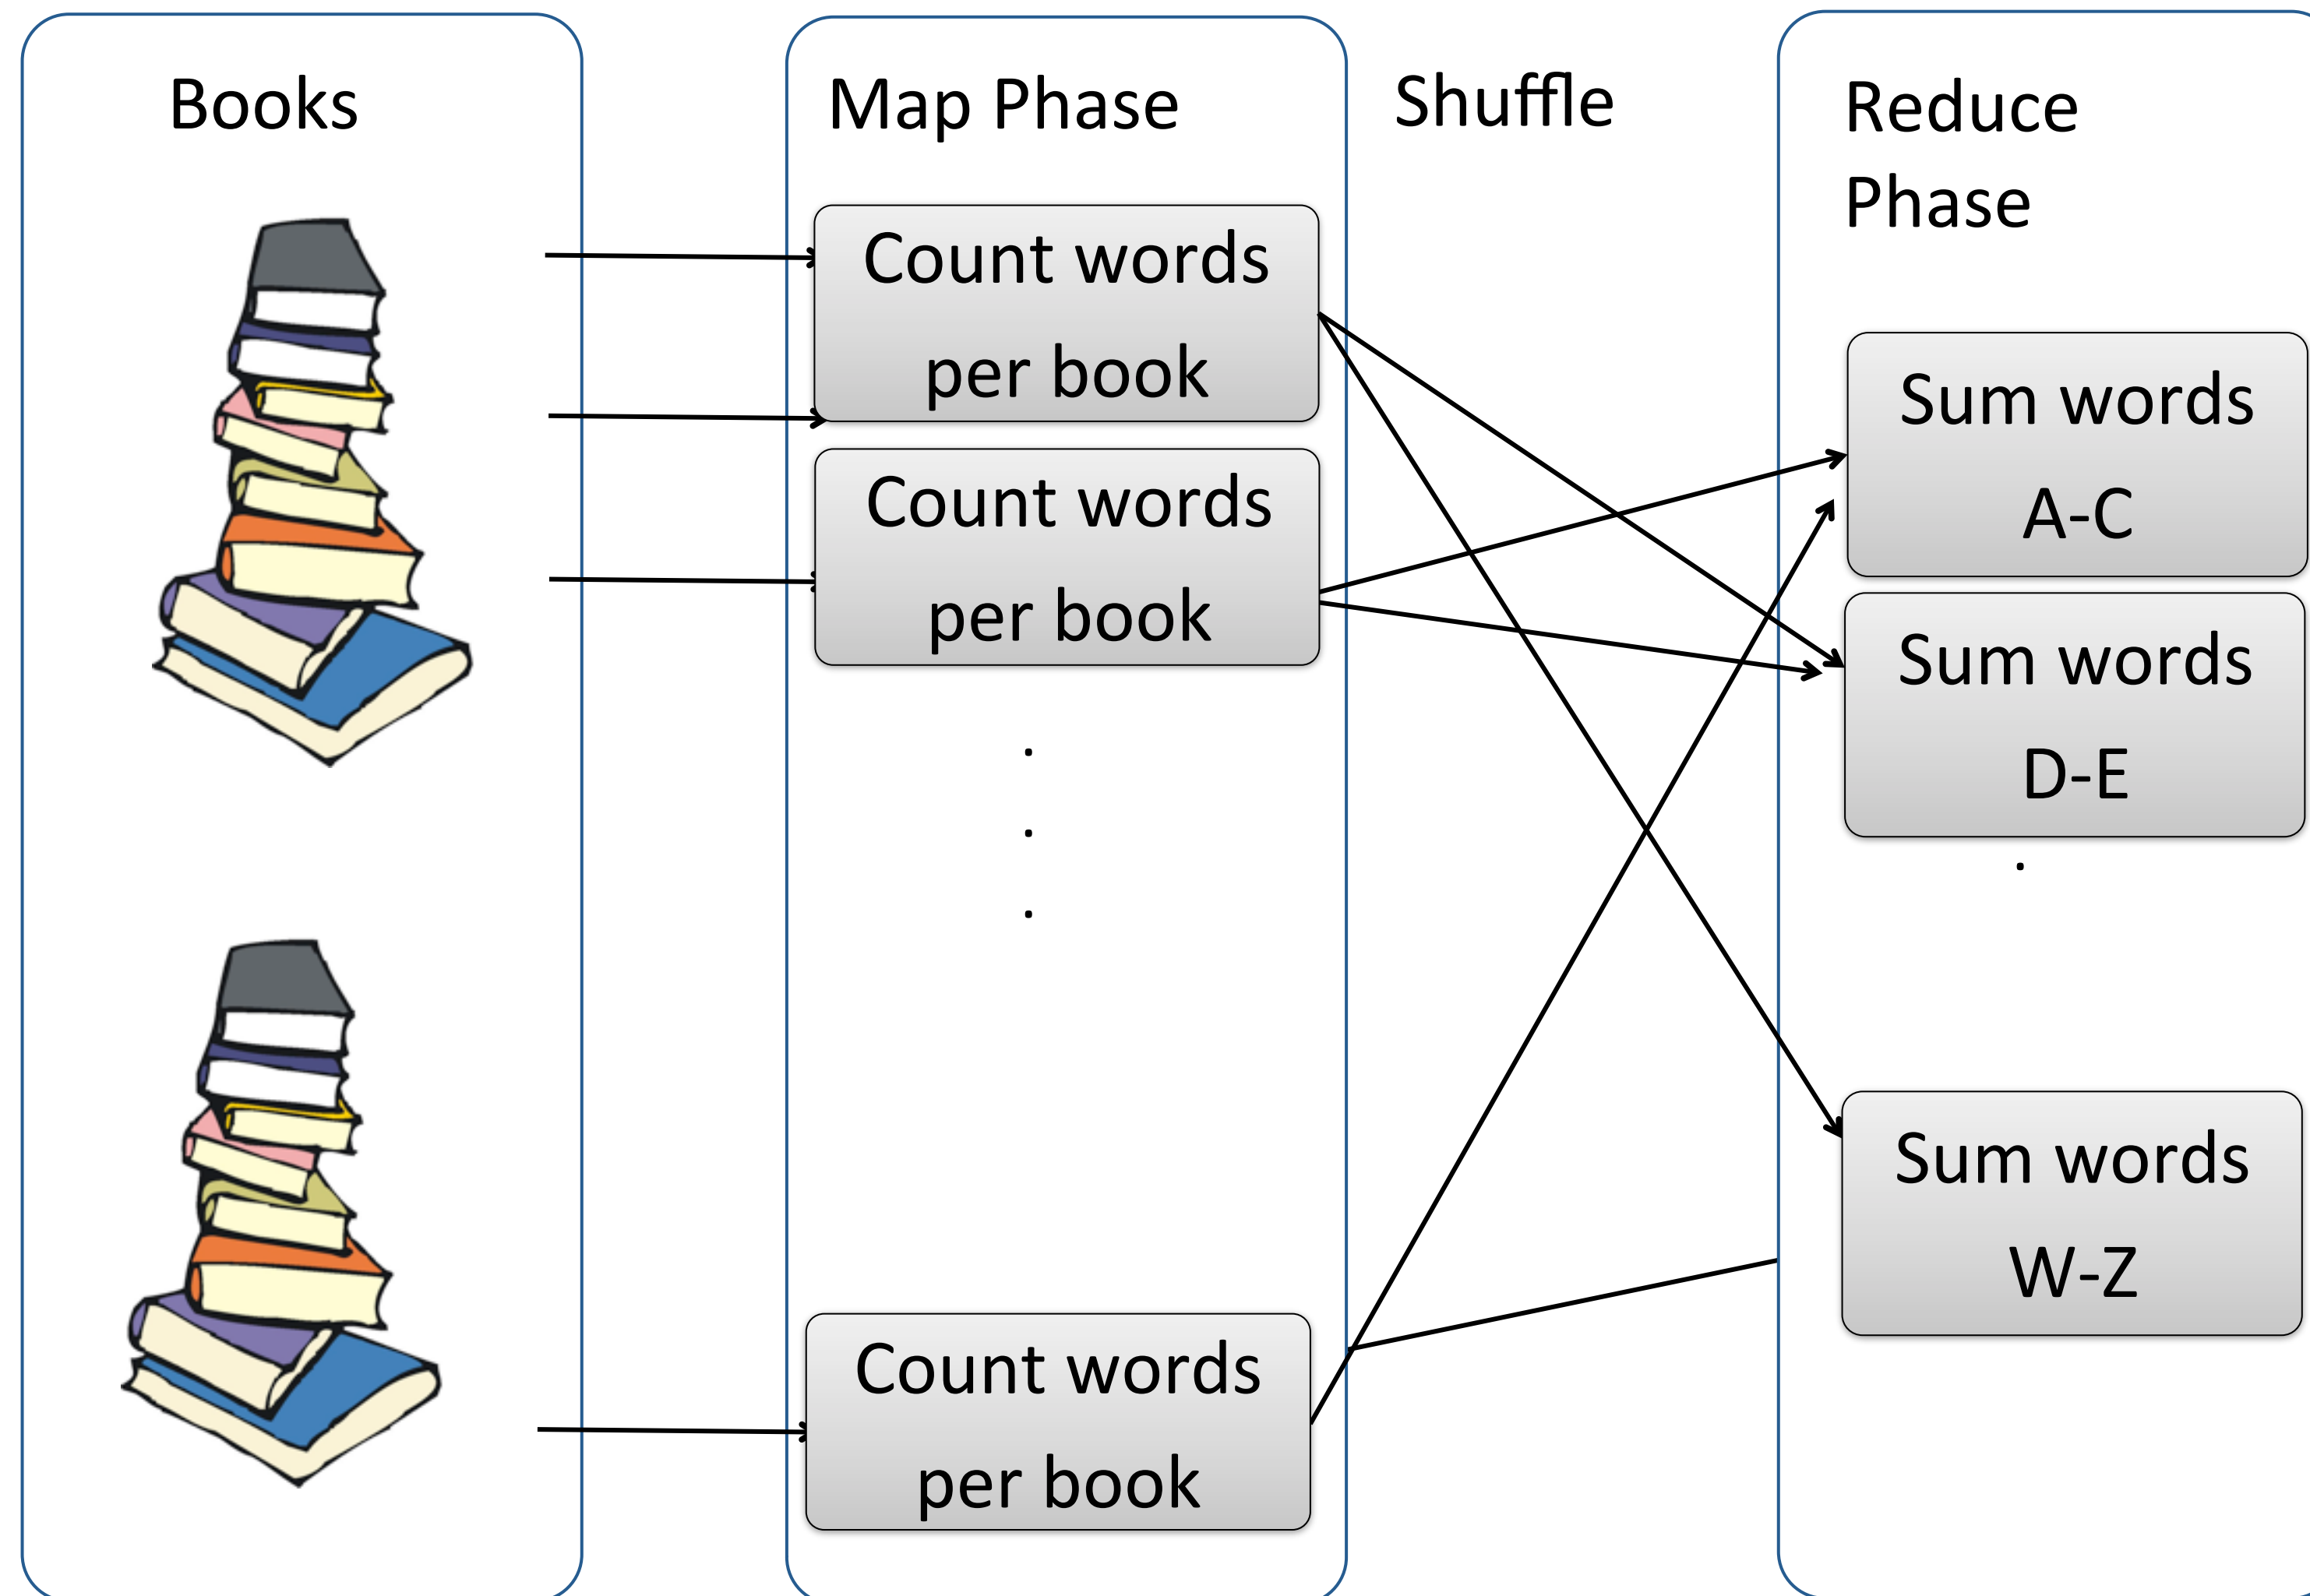 Books
Map Phase
Count words
per book
Count words
per book
.
.
.
Count words
per book
Shuffle
Reduce
Phase
Sum words
A-C
Sum words
D-E
.
Sum words
W-Z